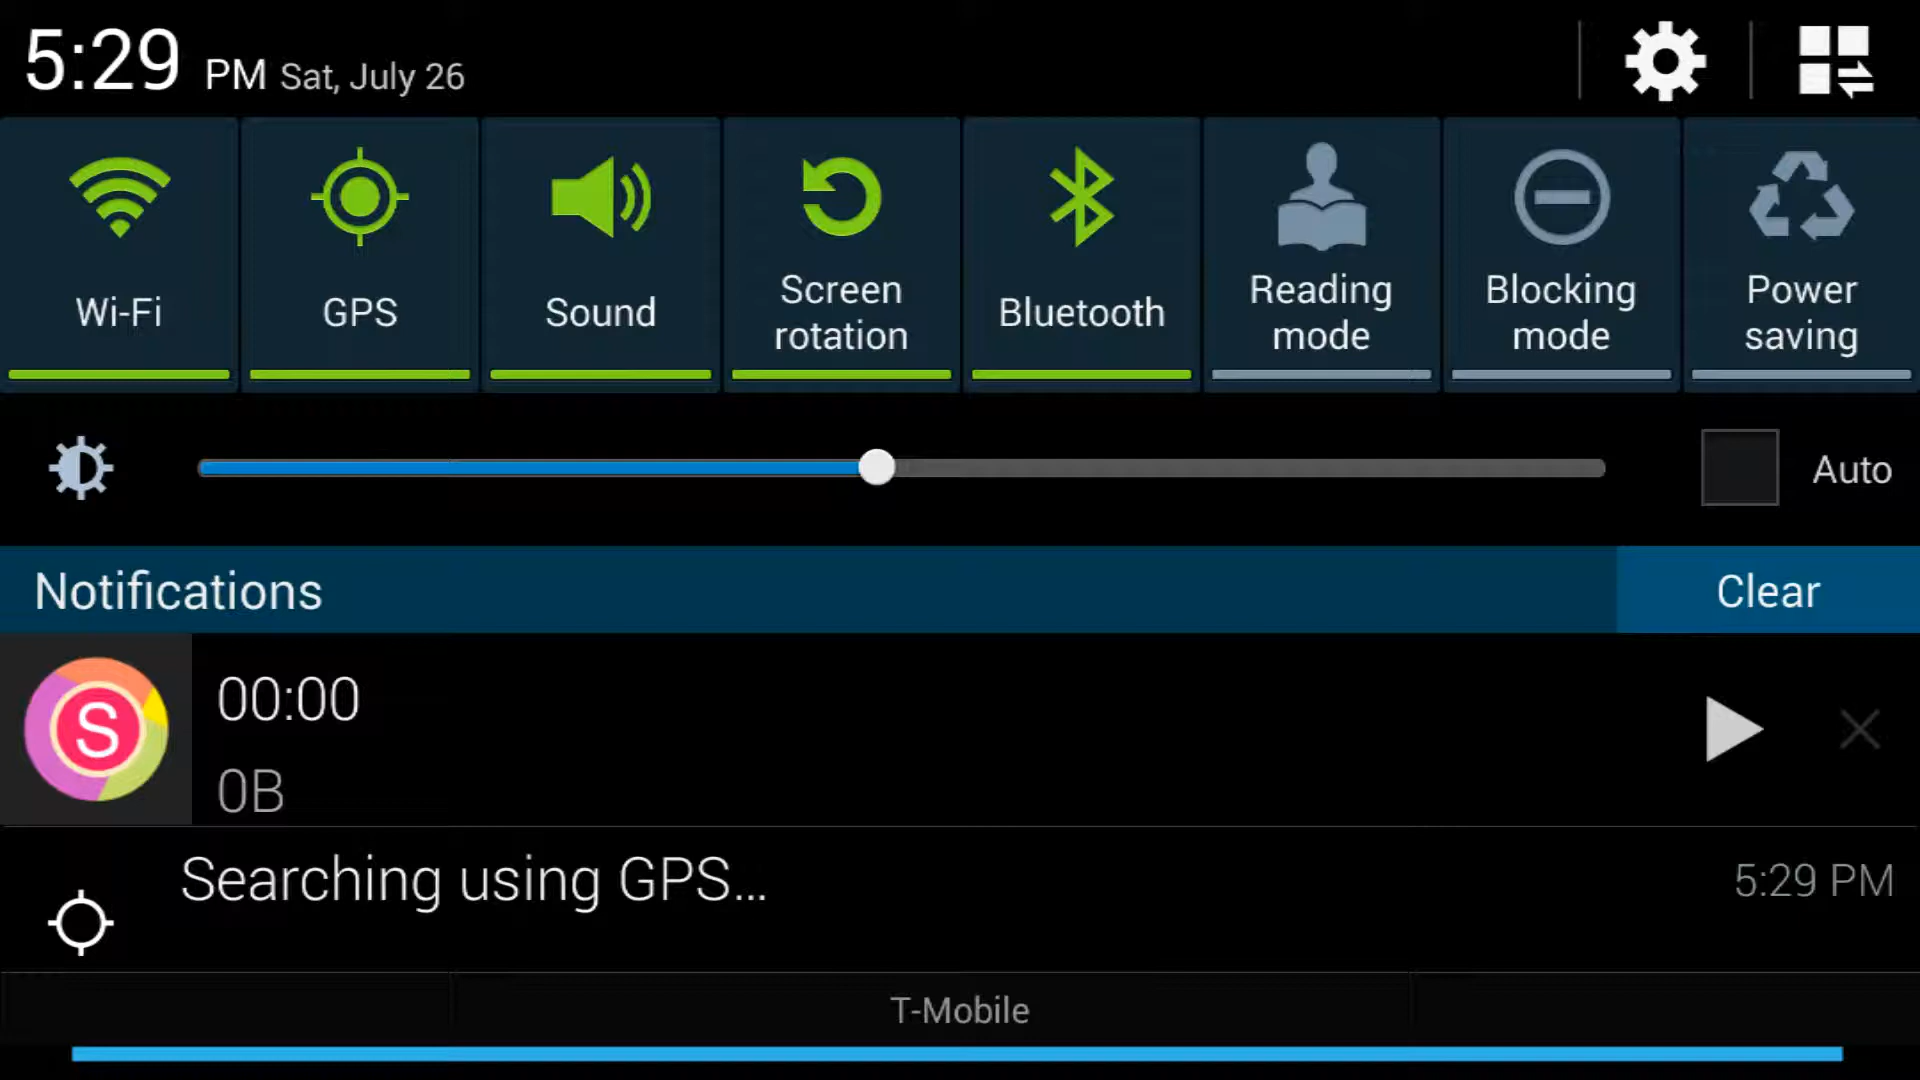 5:29 PM Sat, July 26
Wi-Fi
GPS
Sound
Screen
rotation
Bluetooth
Reading
mode
Blocking
mode
Power
saving
Auto
Notifications
Clear
S
00:00
0B
Searching using GPS...
5:29 PM
T-Mobile